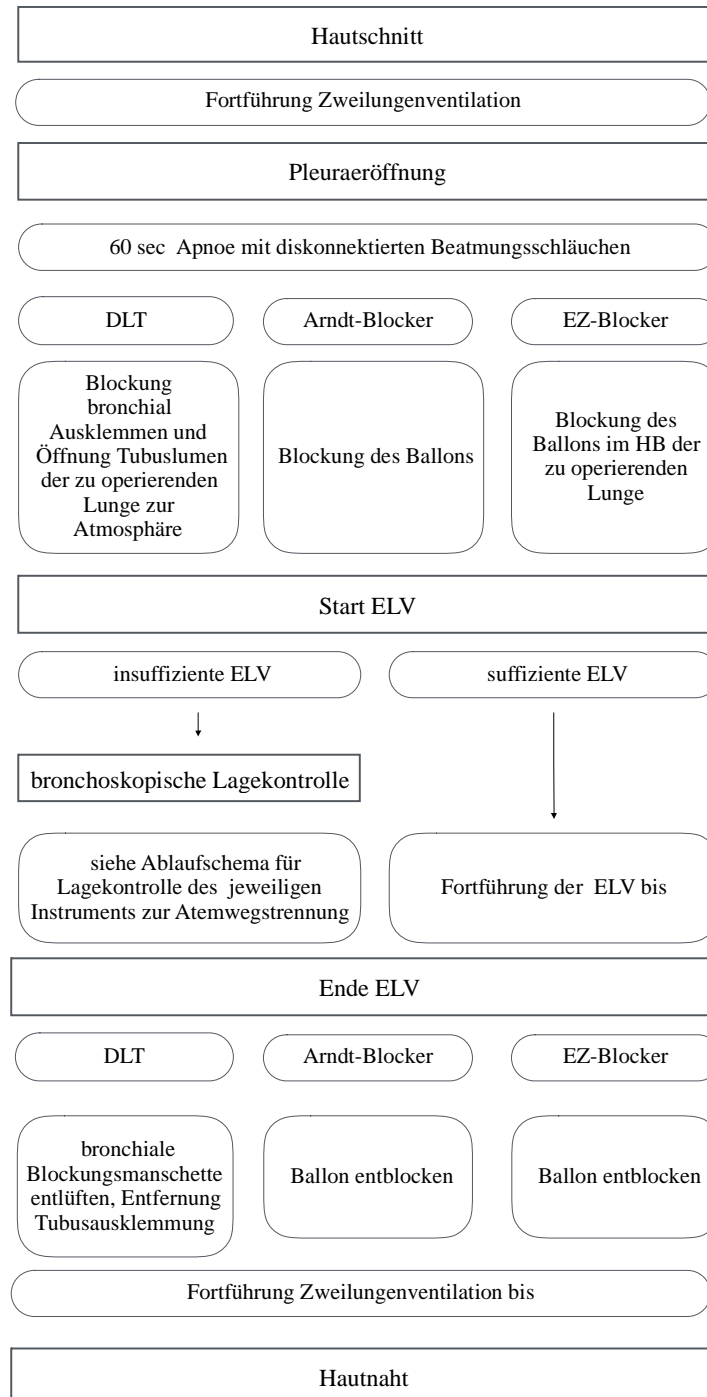 Hautschnitt
Fortführung Zweilungenventilation
Pleuraeröffnung
60 sec Apnoe mit diskonnektierten Beatmungsschläuchen
DLT
Arndt-Blocker
EZ-Blocker
Blockung
bronchial
Ausklemmen und
Öffnung Tubuslumen
der zu operierenden
Lunge zur
Atmosphäre
Blockung des Ballons
Blockung des
Ballons im HB der
zu operierenden
Lunge
Start ELV
insuffiziente ELV
suffiziente ELV
bronchoskopische Lagekontrolle
siehe Ablaufschema für
Lagekontrolle des jeweiligen
Instruments zur Atemwegstrennung
Fortführung der ELV bis
Ende ELV
DLT
Arndt-Blocker
EZ-Blocker
bronchiale
Blockungsmanschette
entlüften, Entfernung
Tubusausklemmung
Ballon entblocken
Ballon entblocken
Fortführung Zweilungenventilation bis
Hautnaht